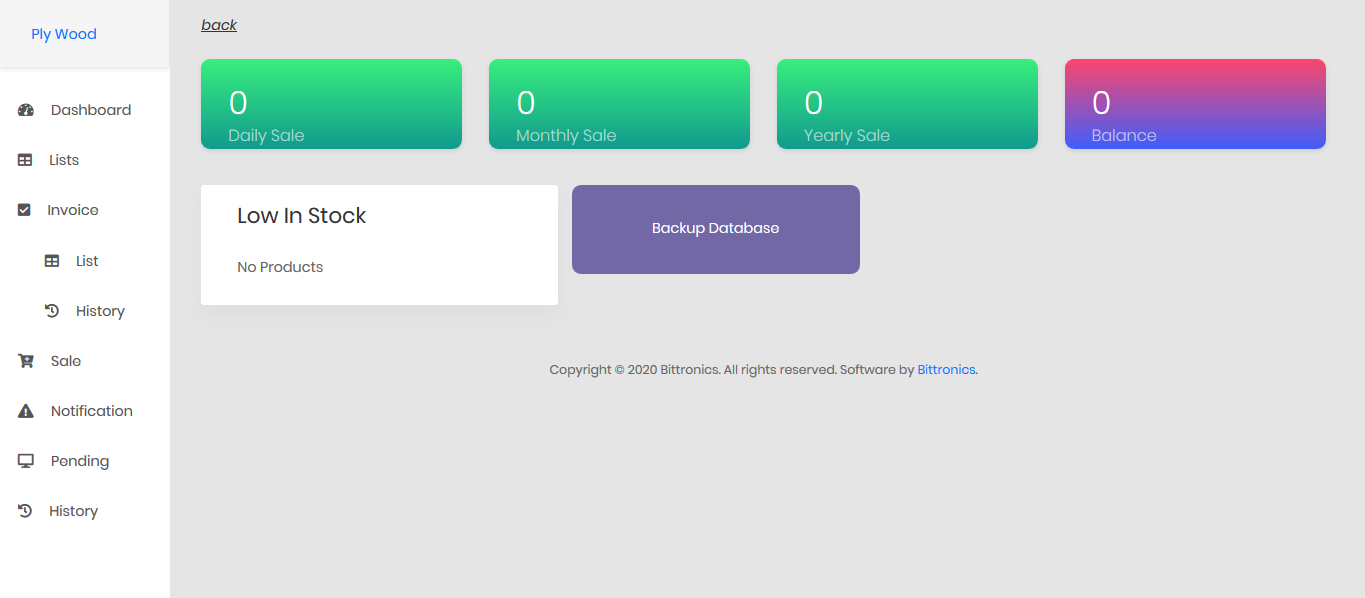 Ply Wood
Dashboard
Lists
Invoice
List
History
Sale
Notification
Pending
History
back
0
Daily Sale
0
Monthly Sale
0
Yearly Sale
0
Balance
Low In Stock
No Products
Backup Database
Copyright © 2020 Bittronics. All rights reserved. Software by Bittronics.